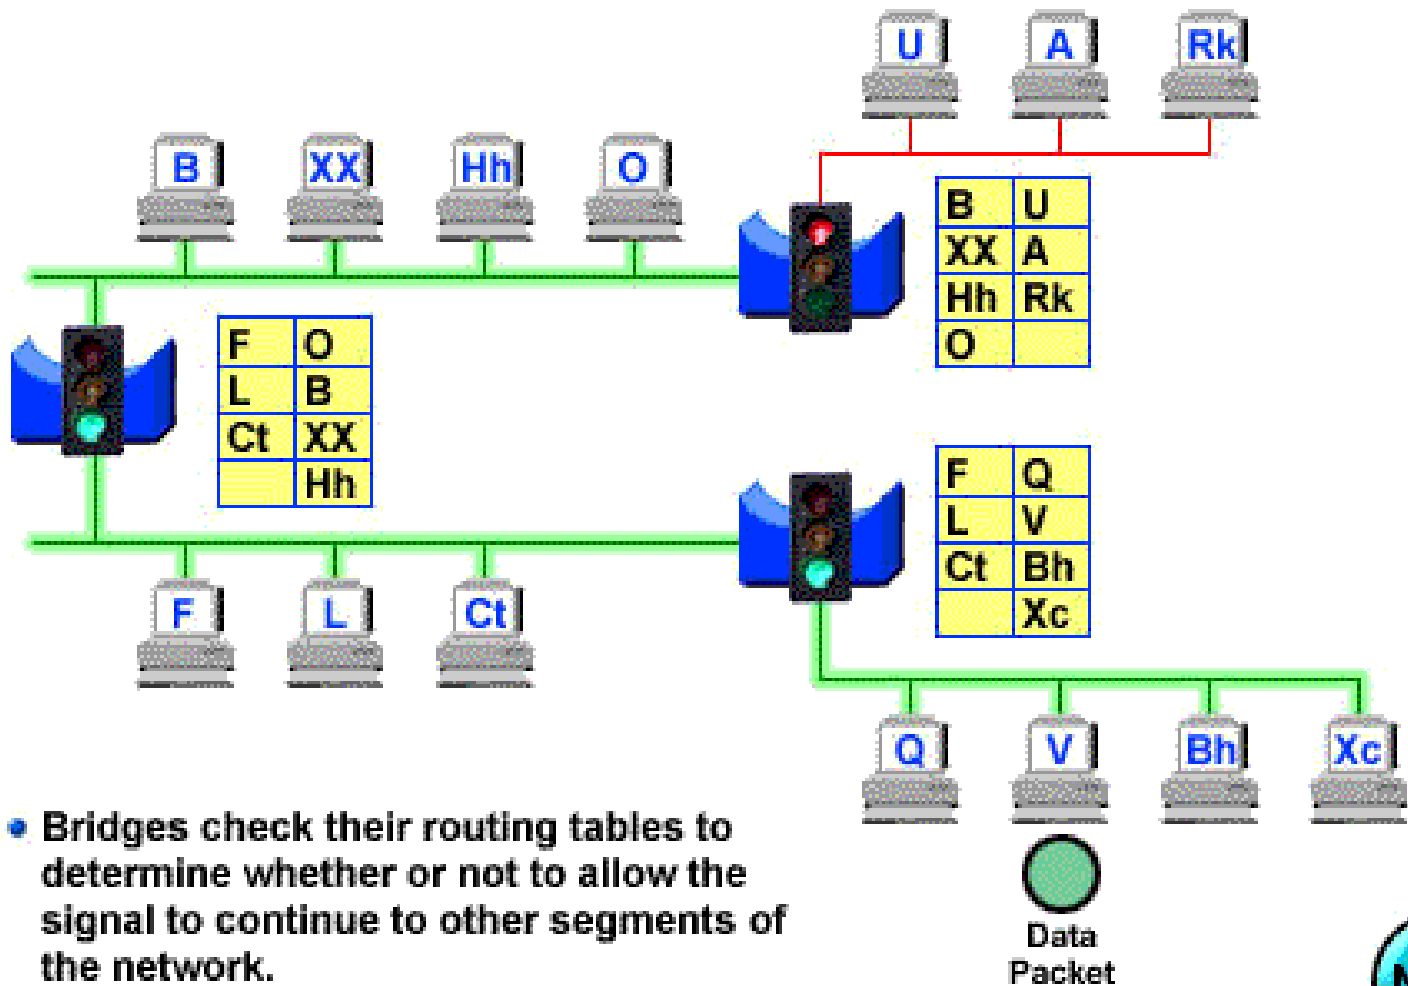 U A Rk
B XX Hh O
B U
XX A
Hh Rk
O
F O
L B
Ct XX
Hh
F Q
L V
Ct Bh
Xc
F L Ct
Q V Bh Xc
• Bridges check their routing tables to
determine whether or not to allow the
signal to continue to other segments of
the network.
Data
Packet